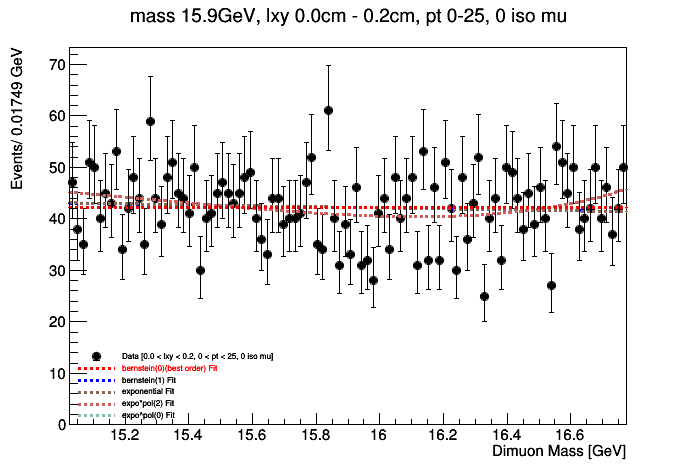 mass 15.9GeV, lxy 0.0cm - 0.2cm, pt 0-25, 0 iso mu
Events/ 0.01749 GeV
70
60
50
40
30
20
10
0
Data [0.0 < lxy < 0.2, 0 < pt < 25, 0 iso mu]
bernstein(0)(best order) Fit
bernstein(1) Fit
exponential Fit
expo*pol(2) Fit
expo*pol(0) Fit
15.2 15.4 15.6 15.8 16 16.2 16.4 16.6
Dimuon Mass [GeV]